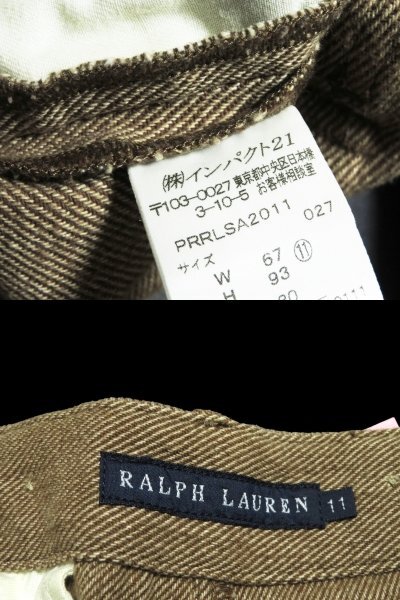 (株)インパクト21
〒103-0027 東京都中央区日本橋
3-10-5 お客様相談室
PRRLSA2011 027
サイズ
W 67 ⑪
H 93
RALPH LAUREN 11